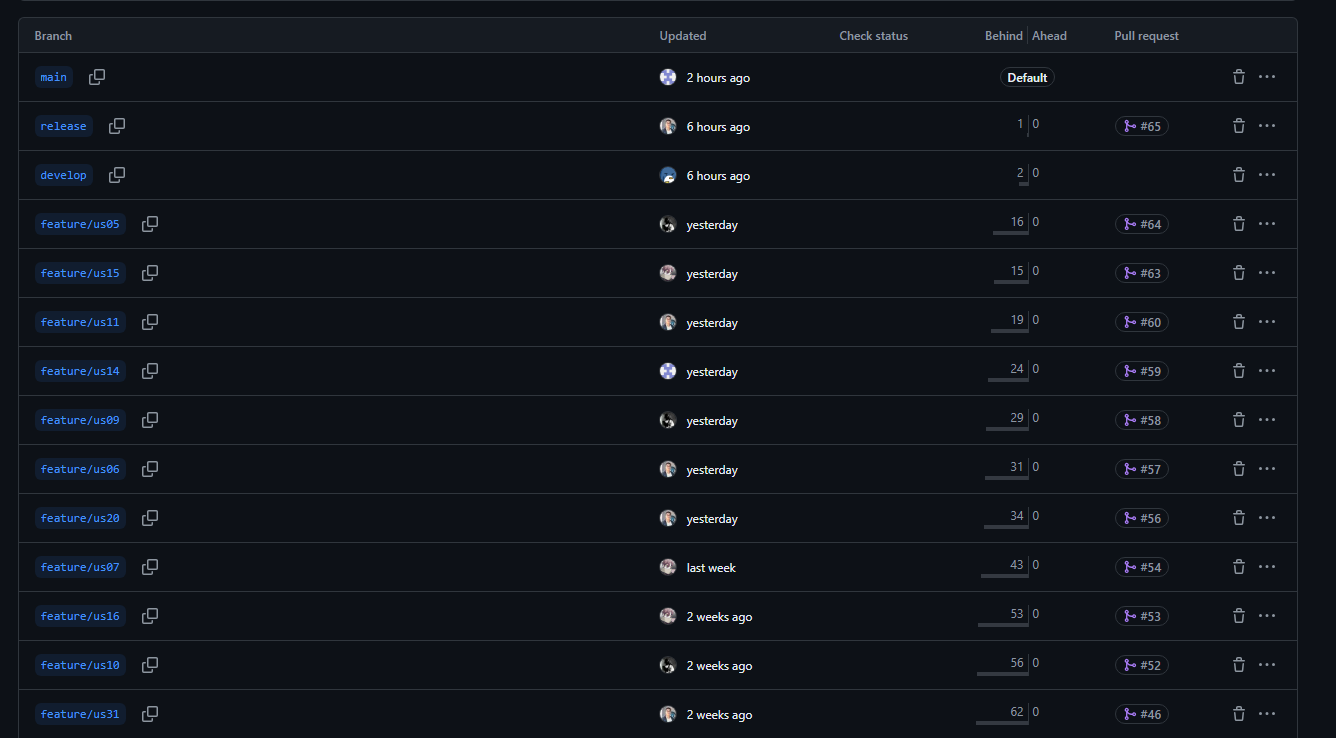 Branch Updated Check status Behind Ahead Pull request
main 2 hours ago Default
release 6 hours ago 1 0 #65
develop 6 hours ago 2 0
feature/us05 yesterday 16 0 #64
feature/us15 yesterday 15 0 #63
feature/us11 yesterday 19 0 #60
feature/us14 yesterday 24 0 #59
feature/us09 yesterday 29 0 #58
feature/us06 yesterday 31 0 #57
feature/us20 yesterday 34 0 #56
feature/us07 last week 43 0 #54
feature/us16 2 weeks ago 53 0 #53
feature/us10 2 weeks ago 56 0 #52
feature/us31 2 weeks ago 62 0 #46